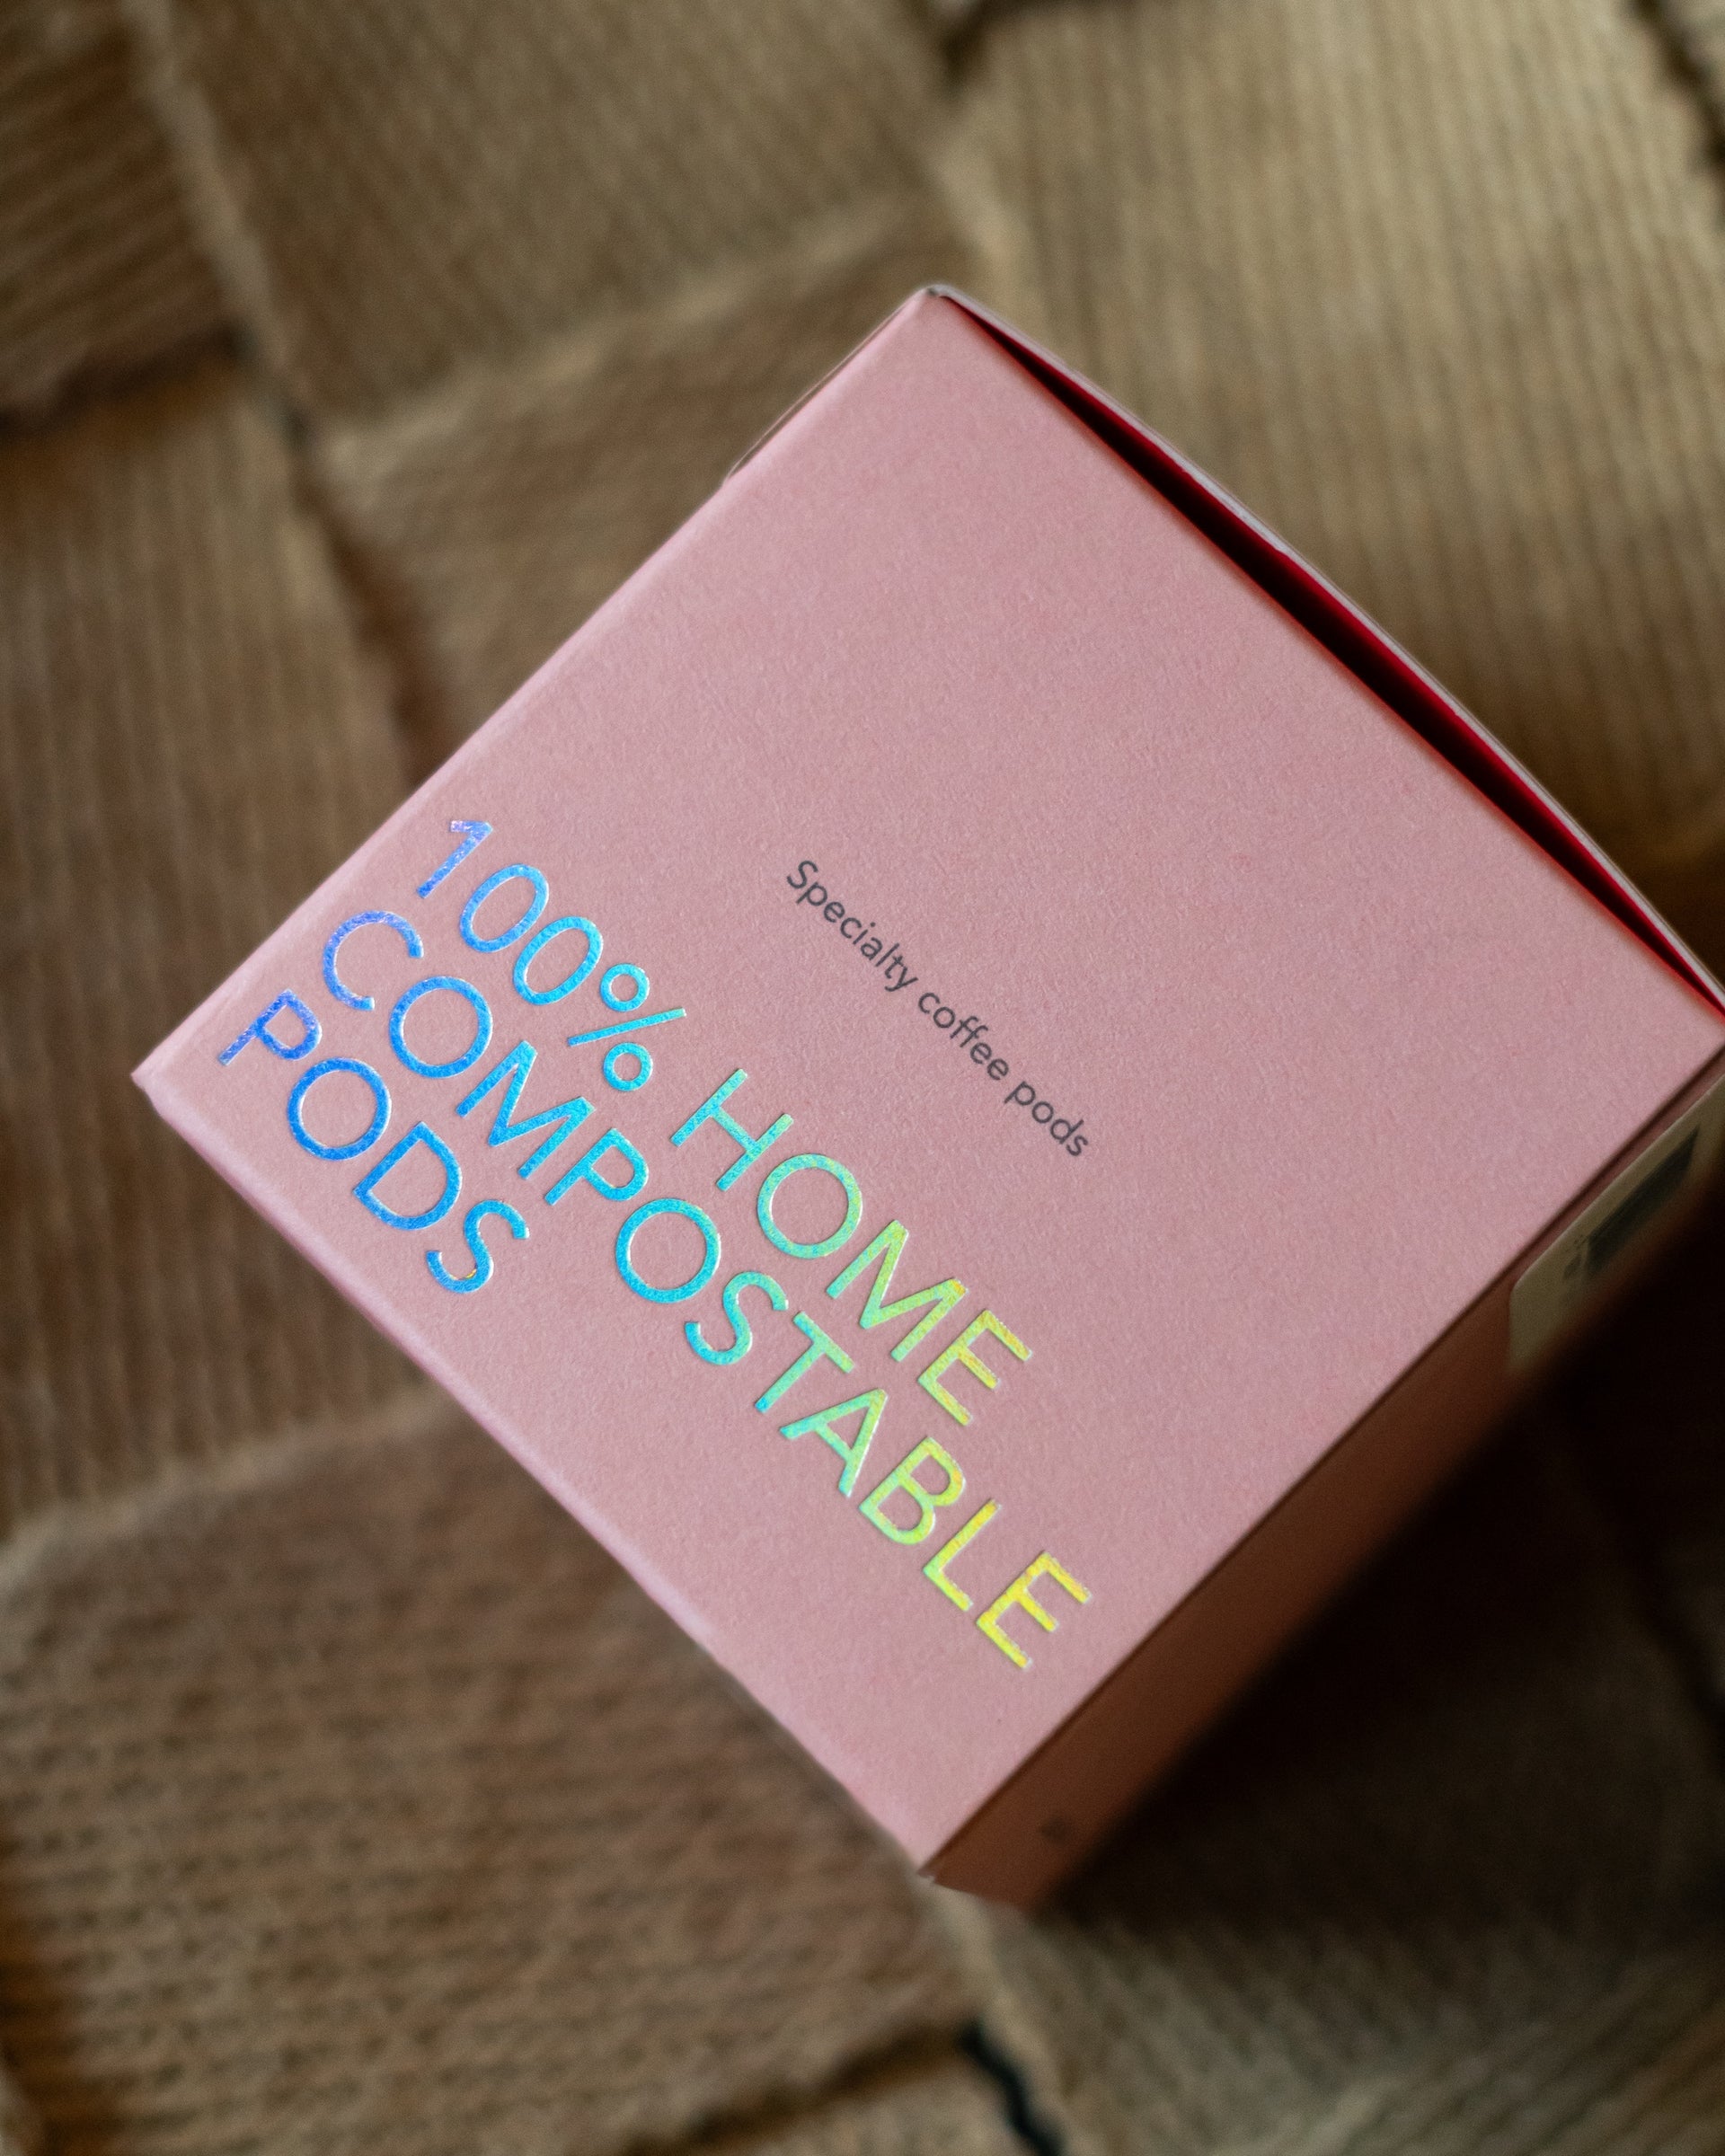 Specialty coffee pods
100% HOME
COMPOSTABLE
PODS